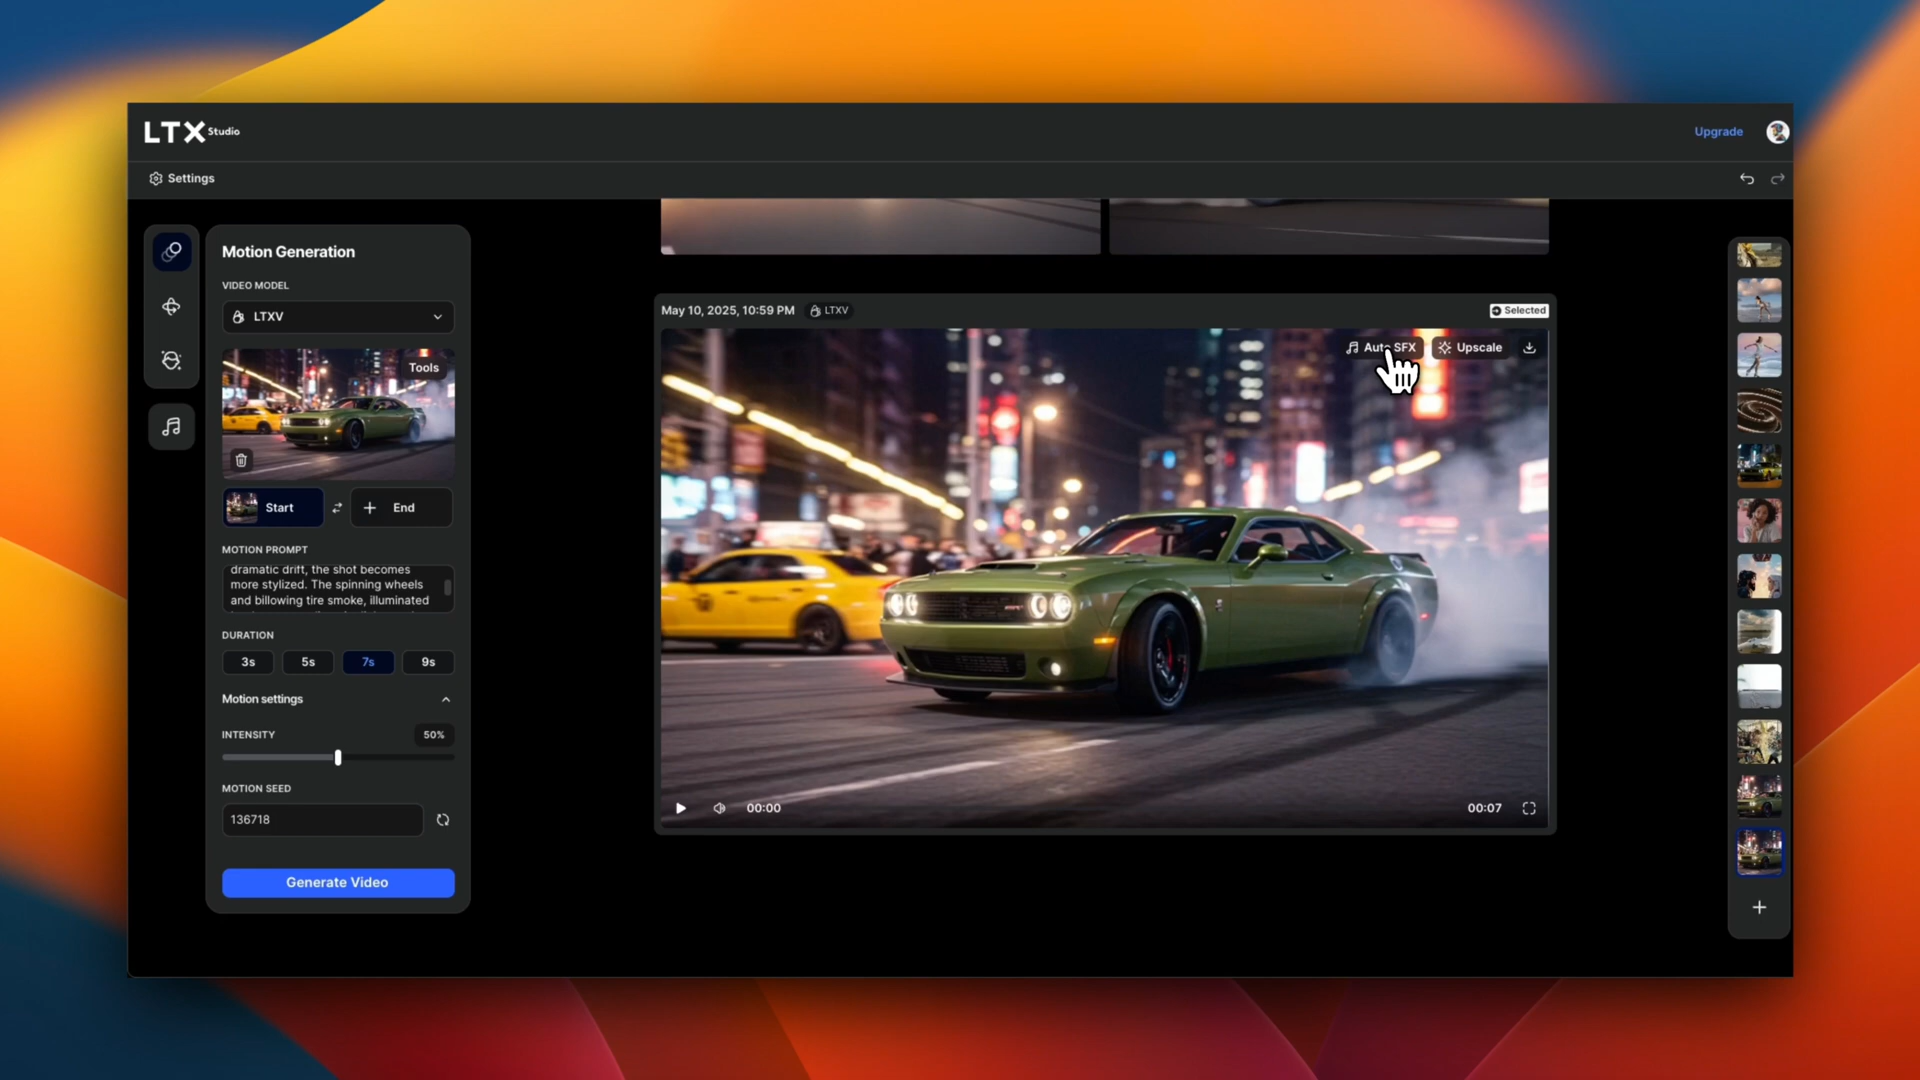 LTX Studio
Upgrade
Settings
Motion Generation
VIDEO MODEL
LTXV
Tools
Start
End
MOTION PROMPT
dramatic drift, the shot becomes
more stylized. The spinning wheels
and billowing tire smoke, illuminated
DURATION
3s 5s 7s 9s
Motion settings
INTENSITY 50%
MOTION SEED
136718
Generate Video
May 10, 2025, 10:59 PM LTXV
Selected
Auto SFX Upscale
00:00 00:07